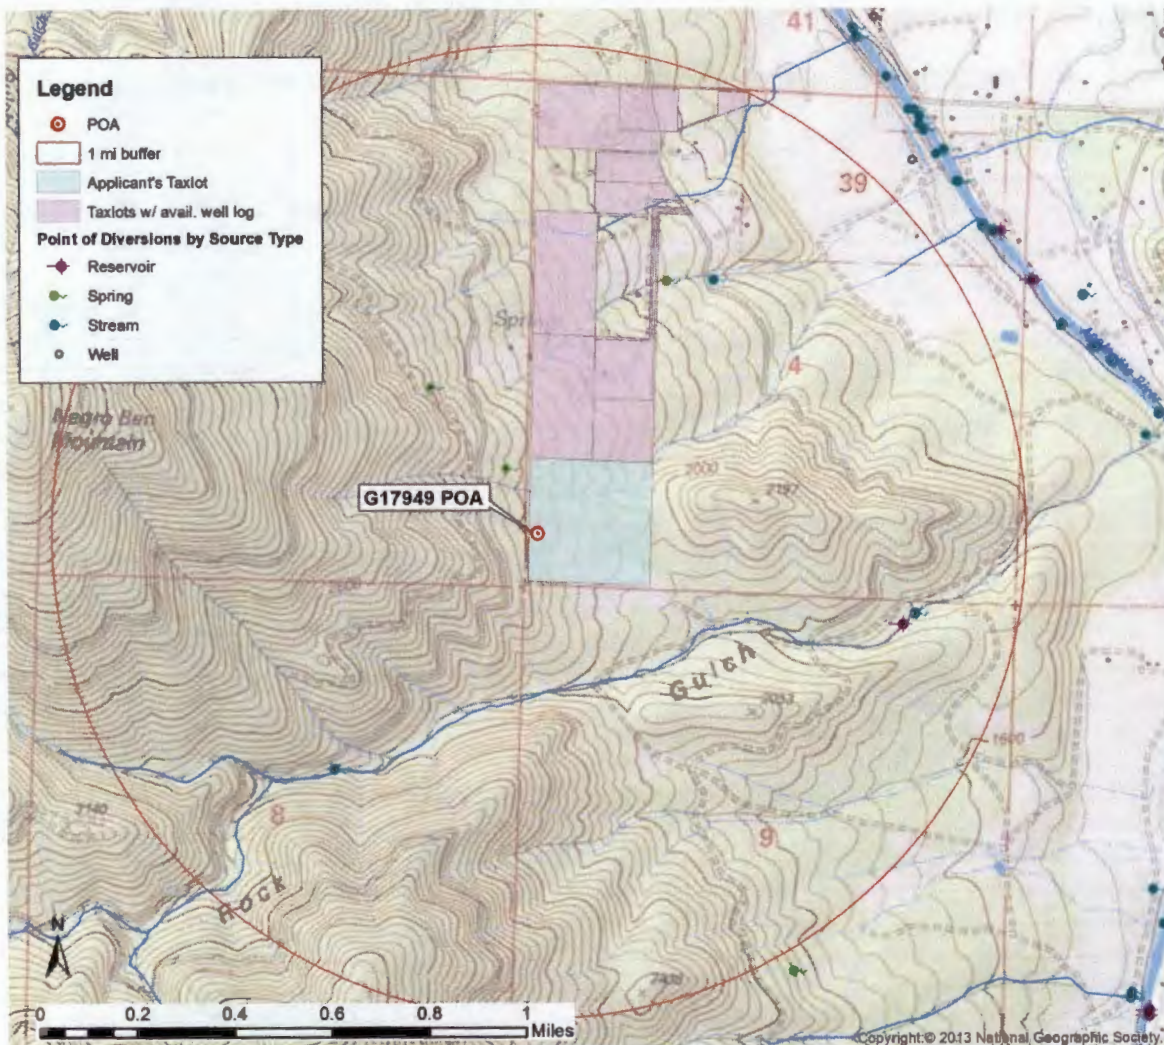 41
Legend
POA
1 mi buffer
Applicant's Taxlot
Taxlots w/ avail. well log
Point of Diversions by Source Type
Reservoir
Spring
Stream
Well
39
4
Negro Ben
Mountain
2000
2197
G17949 POA
Gulch
1600
8
9
Rock
N
0 0.2 0.4 0.6 0.8 1
Miles
Copyright:© 2013 National Geographic Society,